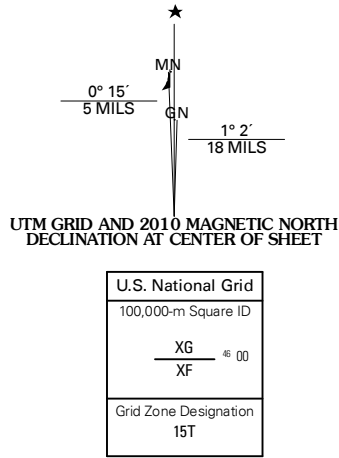 ★
MN
0° 15´
5 MILS
GN
1° 2´
18 MILS
UTM GRID AND 2010 MAGNETIC NORTH
DECLINATION AT CENTER OF SHEET
U.S. National Grid
100,000-m Square ID
XG
46 00
XF
Grid Zone Designation
15T